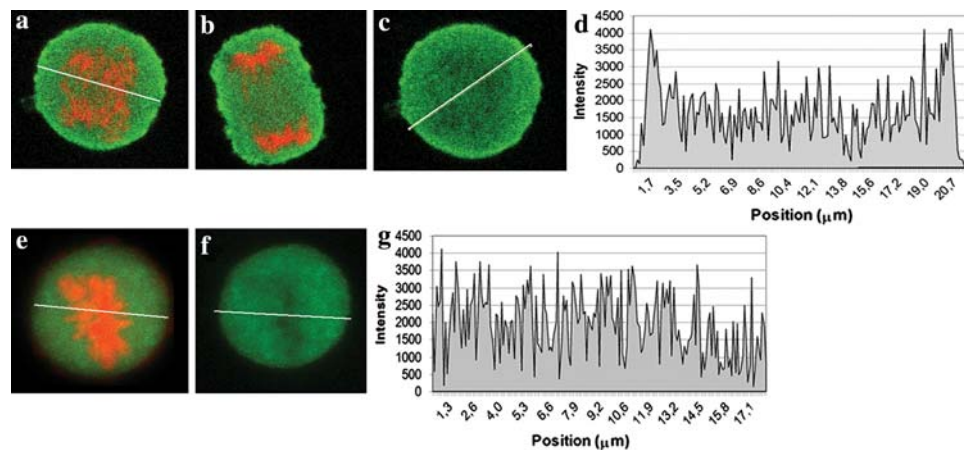 a b c d
4500
4000
3500
3000
2500
2000
1500
1000
500
0
Intensity
1,7 3,5 5,2 6,9 8,6 10,4 12,1 13,8 15,6 17,2 19,0 20,7
Position (μm)
e f g
4500
4000
3500
3000
2500
2000
1500
1000
500
0
Intensity
1,3 2,6 4,0 5,3 6,6 7,9 9,2 10,6 11,9 13,2 14,5 15,8 17,1
Position (μm)